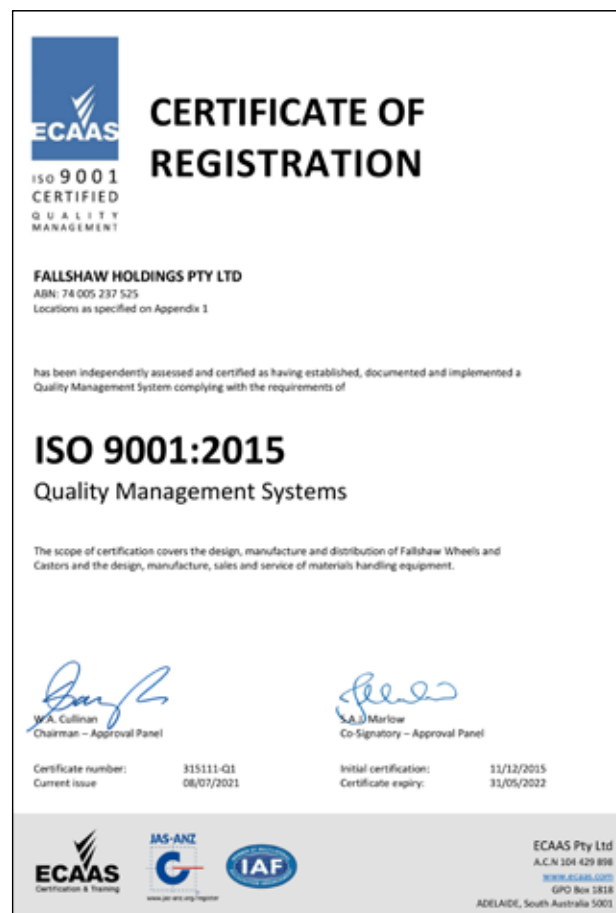 ECAAS
CERTIFICATE OF
REGISTRATION
ISO 9001
CERTIFIED
QUALITY
MANAGEMENT
FALLSHAW HOLDINGS PTY LTD
ABN: 74 005 237 525
Locations as specified on Appendix 1
has been independently assessed and certified as having established, documented and implemented a
Quality Management System complying with the requirements of
ISO 9001:2015
Quality Management Systems
The scope of certification covers the design, manufacture and distribution of Fallshaw Wheels and
Castors and the design, manufacture, sales and service of materials handling equipment.
W.A. Cullinan
Chairman – Approval Panel
S.A.J. Marlow
Co-Signatory – Approval Panel
Certificate number: 315111-Q1
Current issue 08/07/2021
Initial certification: 11/12/2015
Certificate expiry: 31/05/2022
ECAAS
Certification & Training
JAS-ANZ
www.jas-anz.org/register
IAF
ECAAS Pty Ltd
A.C.N 104 429 898
www.ecaas.com
GPO Box 1818
ADELAIDE, South Australia 5001